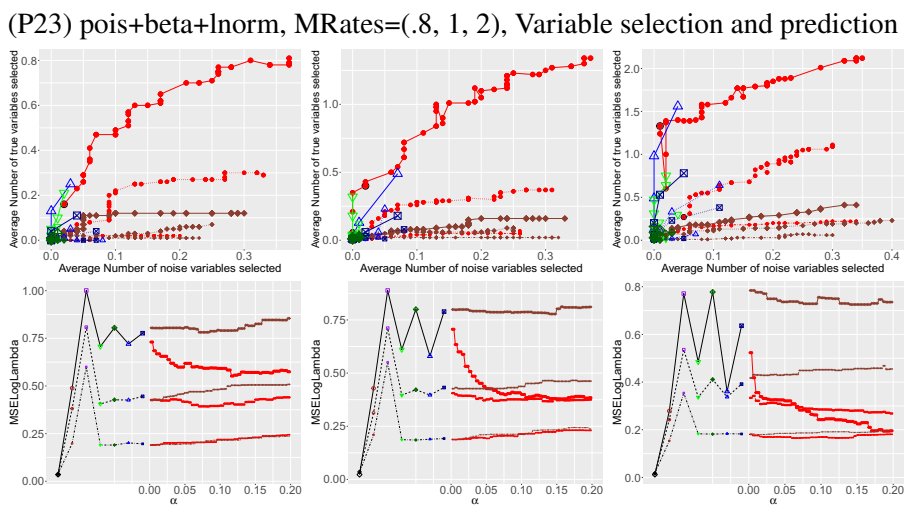 (P23) pois+beta+lnorm, MRates=(.8, 1, 2), Variable selection and prediction
Average Number of true variables selected
0.8
0.6
0.4
0.2
0.0
0.0 0.1 0.2 0.3
Average Number of noise variables selected
Average Number of true variables selected
1.0
0.5
0.0
0.0 0.1 0.2 0.3
Average Number of noise variables selected
Average Number of true variables selected
2.0
1.5
1.0
0.5
0.0
0.0 0.1 0.2 0.3 0.4
Average Number of noise variables selected
MSELogLambda
1.00
0.75
0.50
0.25
0.00
0.00 0.05 0.10 0.15 0.20
α
MSELogLambda
0.75
0.50
0.25
0.00
0.00 0.05 0.10 0.15 0.20
α
MSELogLambda
0.8
0.6
0.4
0.2
0.0
0.00 0.05 0.10 0.15 0.20
α